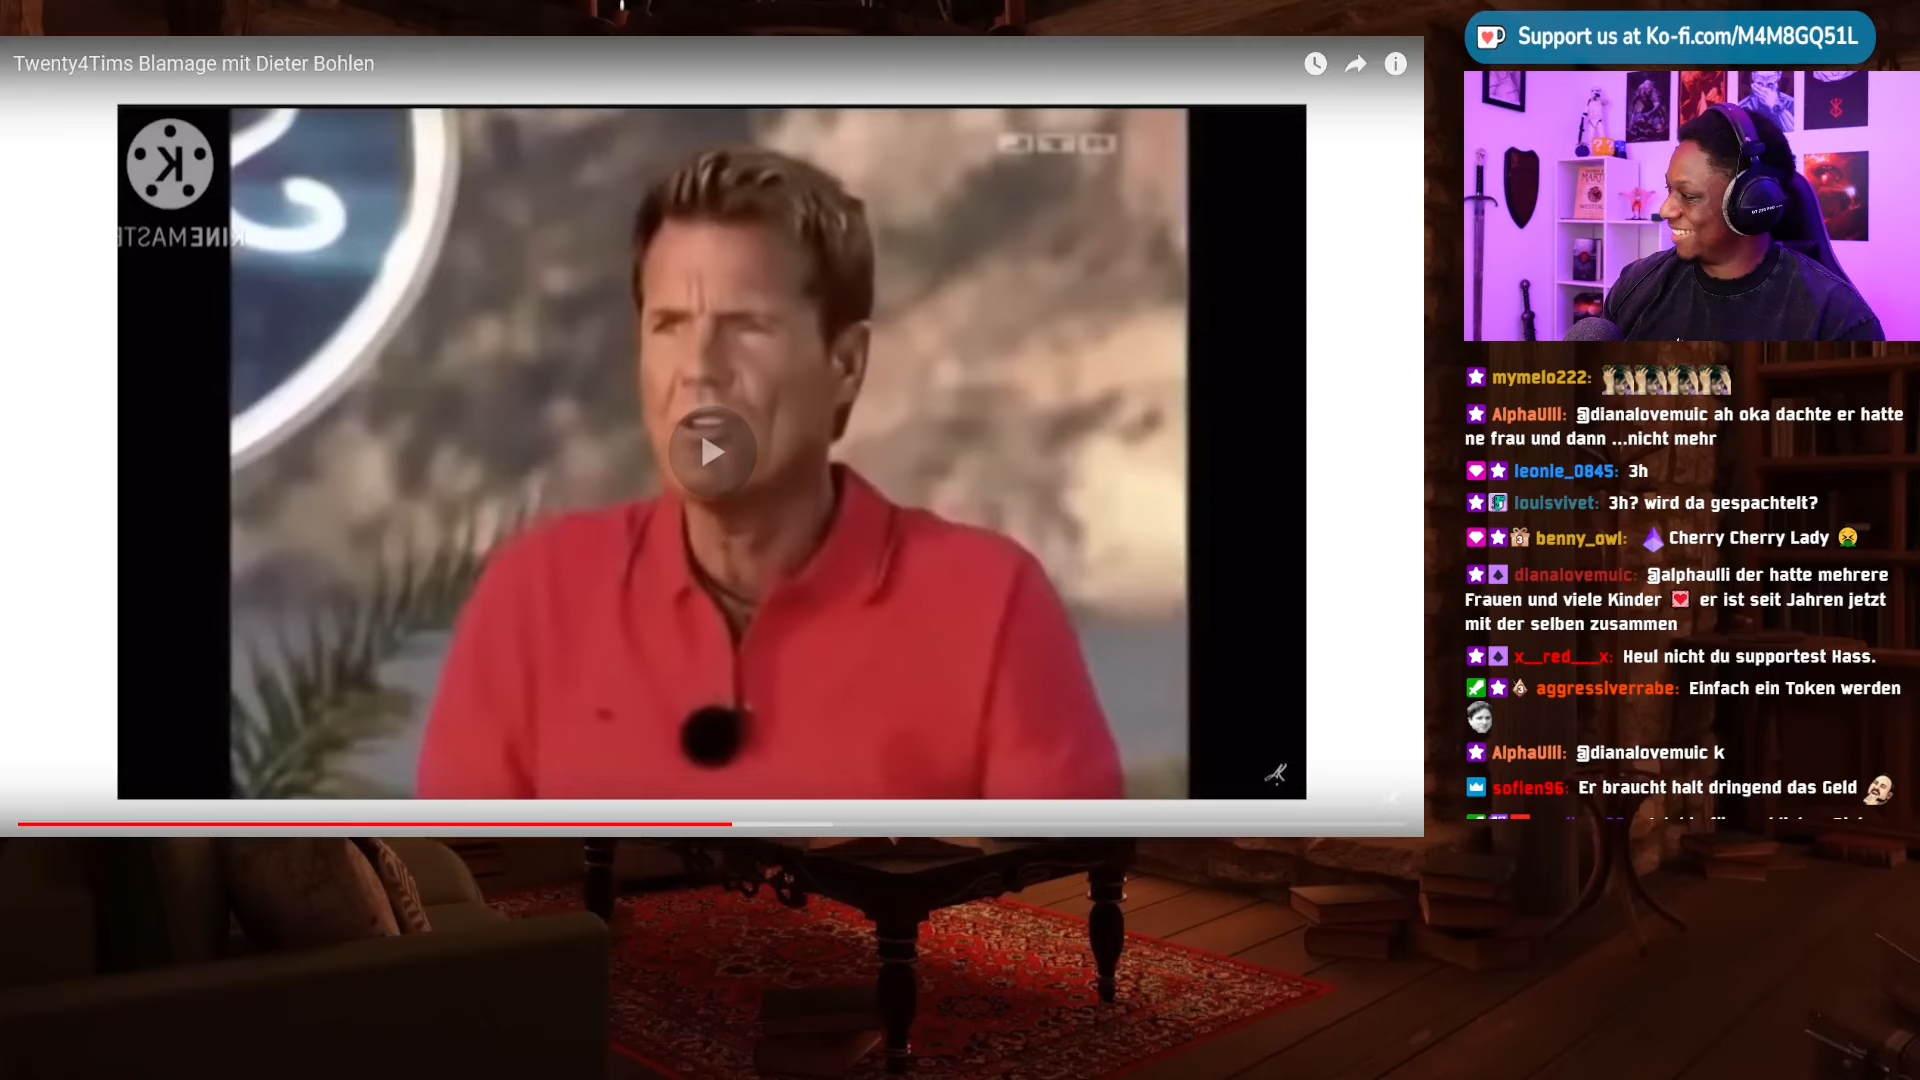 Twenty4Tims Blamage mit Dieter Bohlen
KINEMASTE
Support us at Ko-fi.com/M4M8GQ51L
mymelo222:
AlphaUlli: @dianalovemuic ah oka dachte er hatte
ne frau und dann ...nicht mehr
leonie_0845: 3h
louisvivet: 3h? wird da gespachtelt?
benny_owl: Cherry Cherry Lady
dianalovemuic: @alphaulli der hatte mehrere
Frauen und viele Kinder er ist seit Jahren jetzt
mit der selben zusammen
x__red___x: Heul nicht du supportest Hass.
aggressiverrabe: Einfach ein Token werden
AlphaUlli: @dianalovemuic k
sofien96: Er braucht halt dringend das Geld